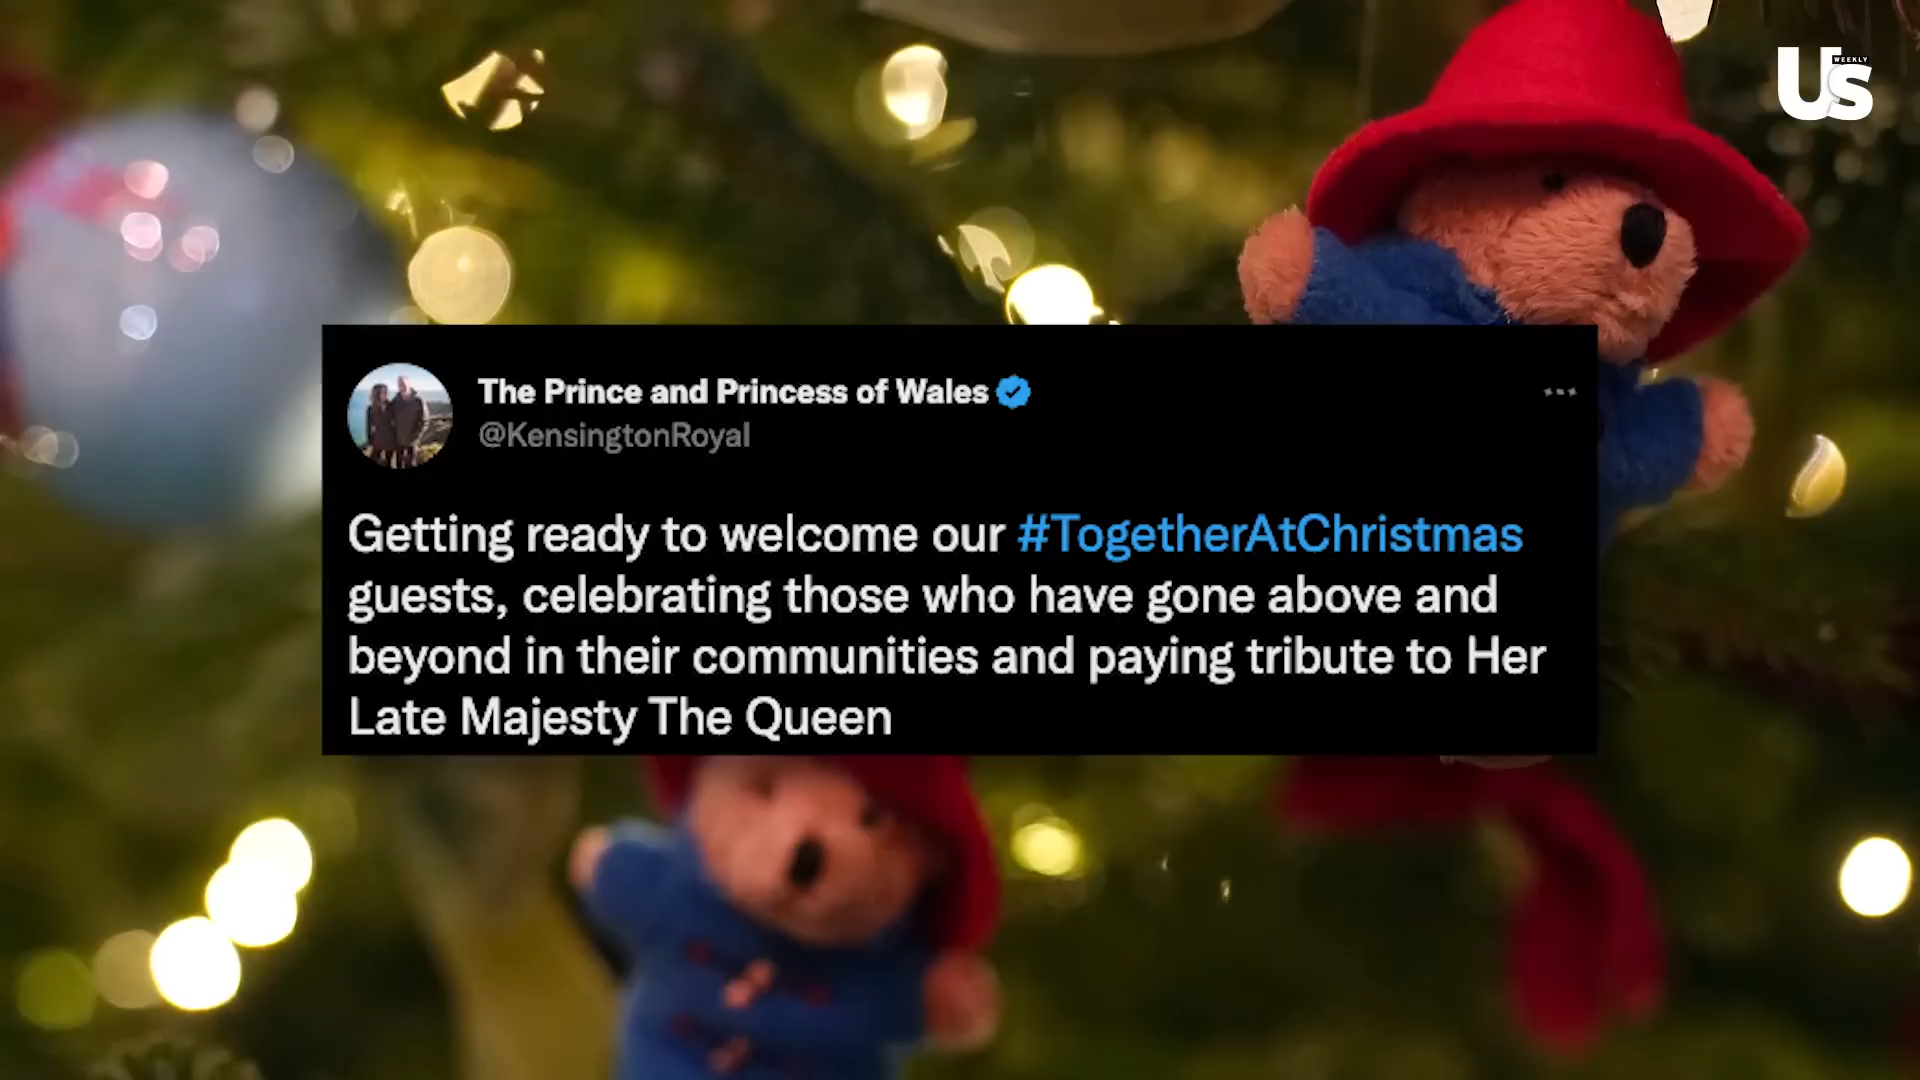 Us
WEEKLY
The Prince and Princess of Wales
@KensingtonRoyal
Getting ready to welcome our #TogetherAtChristmas
guests, celebrating those who have gone above and
beyond in their communities and paying tribute to Her
Late Majesty The Queen